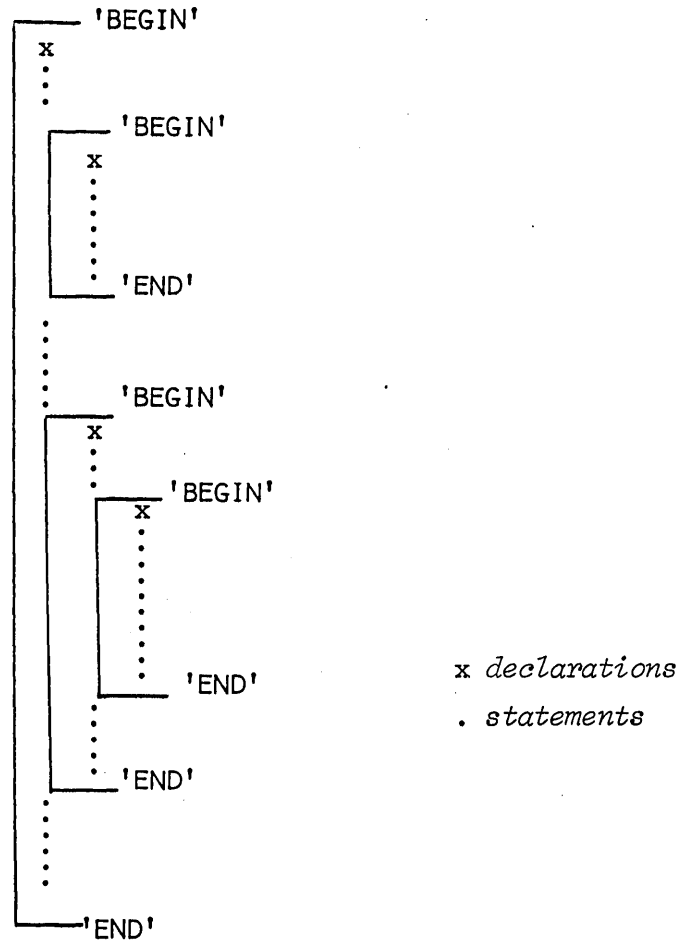 'BEGIN'
x
'BEGIN'
x
'END'
'BEGIN'
x
'BEGIN'
x
'END'
x declarations
. statements
'END'
'END'